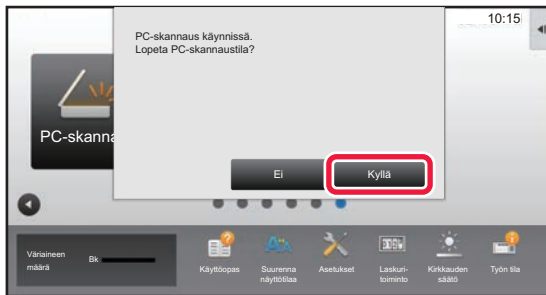 10:15
PC-skannaus käynnissä.
Lopeta PC-skannaustila?
PC-skanna
Ei
Kyllä
Väriaineen
määrä
Bk
Käyttöopas
Suurenna
näyttötilaa
Asetukset
Laskuri-
toiminto
Kirkkauden
säätö
Työn tila